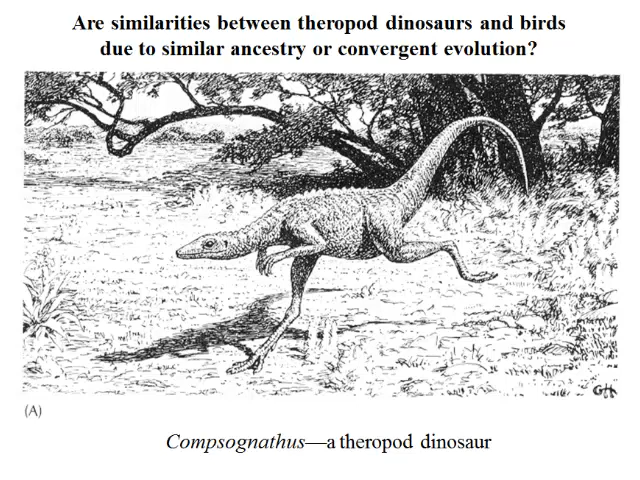 Are similarities between theropod dinosaurs and birds
due to similar ancestry or convergent evolution?
GH
(A)
Compsognathus—a theropod dinosaur